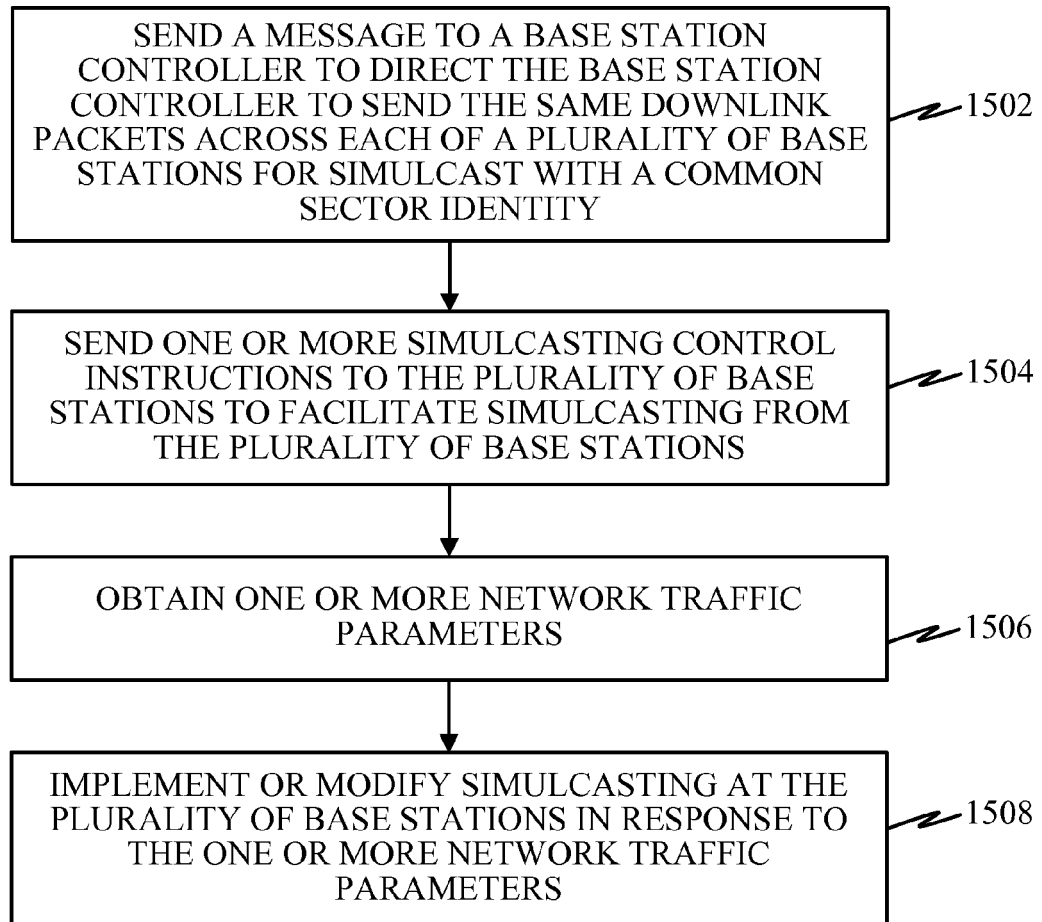 SEND A MESSAGE TO A BASE STATION
CONTROLLER TO DIRECT THE BASE STATION
CONTROLLER TO SEND THE SAME DOWNLINK
PACKETS ACROSS EACH OF A PLURALITY OF BASE
STATIONS FOR SIMULCAST WITH A COMMON
SECTOR IDENTITY
1502
SEND ONE OR MORE SIMULCASTING CONTROL
INSTRUCTIONS TO THE PLURALITY OF BASE
STATIONS TO FACILITATE SIMULCASTING FROM
THE PLURALITY OF BASE STATIONS
1504
OBTAIN ONE OR MORE NETWORK TRAFFIC
PARAMETERS
1506
IMPLEMENT OR MODIFY SIMULCASTING AT THE
PLURALITY OF BASE STATIONS IN RESPONSE TO
THE ONE OR MORE NETWORK TRAFFIC
PARAMETERS
1508